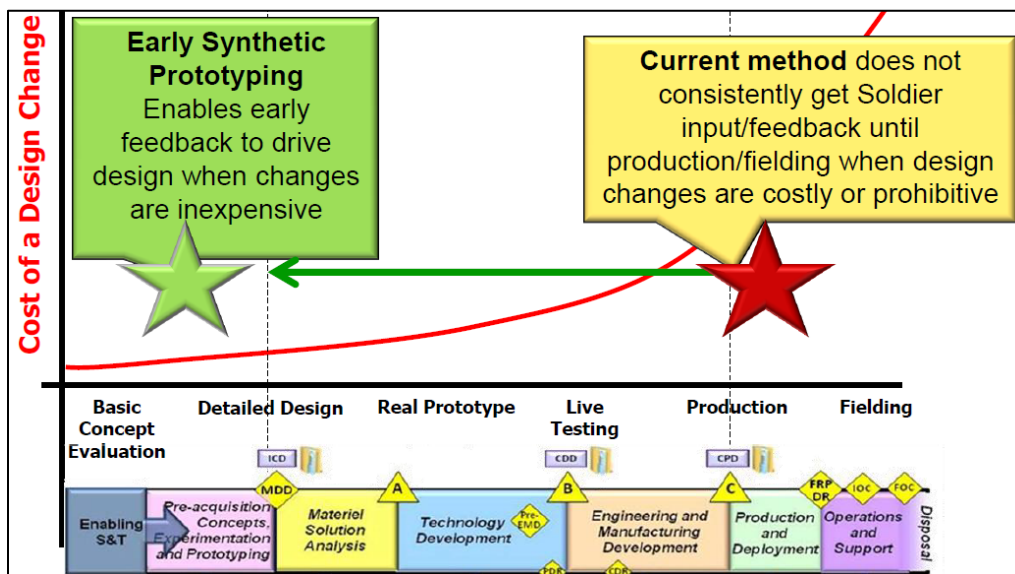 Cost of a Design Change
Early Synthetic
Prototyping
Enables early
feedback to drive
design when changes
are inexpensive
Current method does not
consistently get Soldier
input/feedback until
production/fielding when design
changes are costly or prohibitive
Basic
Concept
Evaluation
Detailed Design
Real Prototype
Live
Testing
Production
Fielding
ICD
CDD
CPD
MDD
A
B
C
FRP
DR
IOC
FOC
Enabling
S&T
Pre-acquisition
Concepts,
Experimentation
and Prototyping
Materiel
Solution
Analysis
Technology
Development
Pre-
EMD
Engineering and
Manufacturing
Development
Production
and
Deployment
Operations
and
Support
Disposal
PDR
CDR